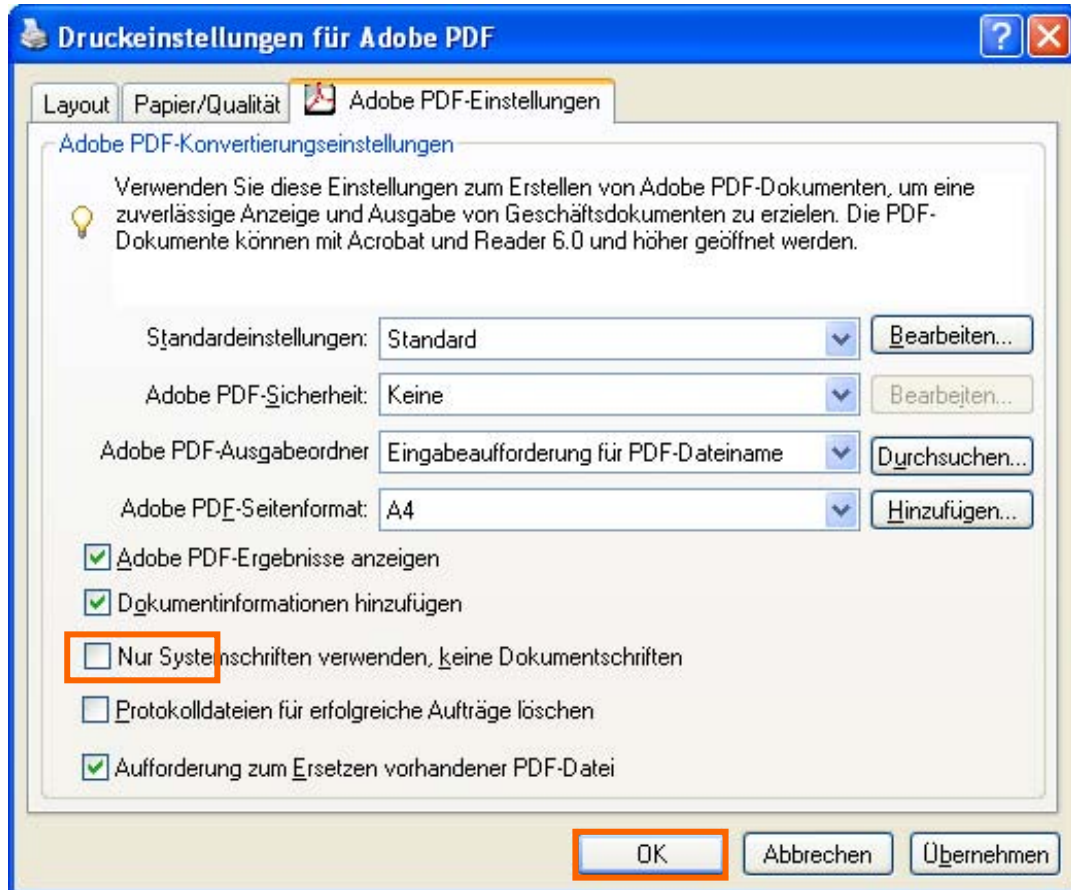 Druckeinstellungen für Adobe PDF
Layout Papier/Qualität Adobe PDF-Einstellungen
Adobe PDF-Konvertierungseinstellungen
Verwenden Sie diese Einstellungen zum Erstellen von Adobe PDF-Dokumenten, um eine
zuverlässige Anzeige und Ausgabe von Geschäftsdokumenten zu erzielen. Die PDF-
Dokumente können mit Acrobat und Reader 6.0 und höher geöffnet werden.
Standardeinstellungen: Standard Bearbeiten...
Adobe PDF-Sicherheit: Keine Bearbeiten...
Adobe PDF-Ausgabeordner Eingabeaufforderung für PDF-Dateiname Durchsuchen...
Adobe PDF-Seitenformat: A4 Hinzufügen...
Adobe PDF-Ergebnisse anzeigen
Dokumentinformationen hinzufügen
Nur Systemschriften verwenden, keine Dokumentschriften
Protokolldateien für erfolgreiche Aufträge löschen
Aufforderung zum Ersetzen vorhandener PDF-Datei
OK Abbrechen Übernehmen